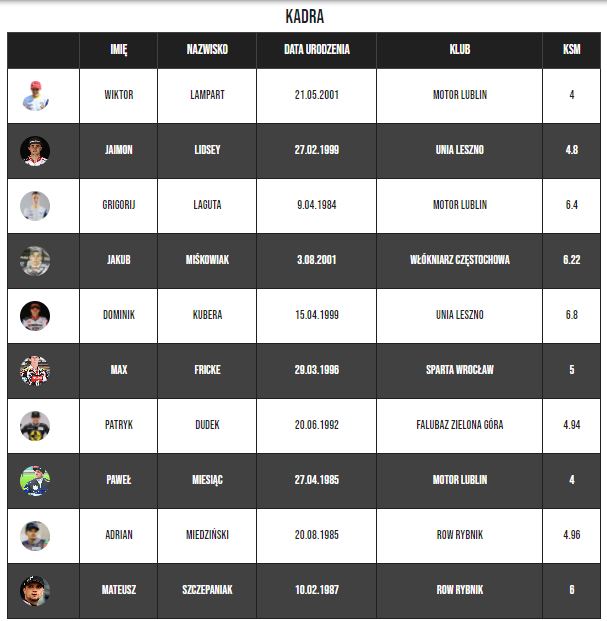 KADRA
IMIĘ NAZWISKO DATA URODZENIA KLUB KSM
WIKTOR LAMPART 21.05.2001 MOTOR LUBLIN 4
JAIMON LIDSEY 27.02.1999 UNIA LESZNO 4.8
GRIGORIJ LAGUTA 9.04.1984 MOTOR LUBLIN 6.4
JAKUB MIŚKOWIAK 3.08.2001 WŁÓKNIARZ CZĘSTOCHOWA 6.22
DOMINIK KUBERA 15.04.1999 UNIA LESZNO 6.8
MAX FRICKE 29.03.1996 SPARTA WROCŁAW 5
PATRYK DUDEK 20.06.1992 FALUBAZ ZIELONA GÓRA 4.94
PAWEŁ MIESIĄC 27.04.1985 MOTOR LUBLIN 4
ADRIAN MIEDZIŃSKI 20.08.1985 ROW RYBNIK 4.96
MATEUSZ SZCZEPANIAK 10.02.1987 ROW RYBNIK 6